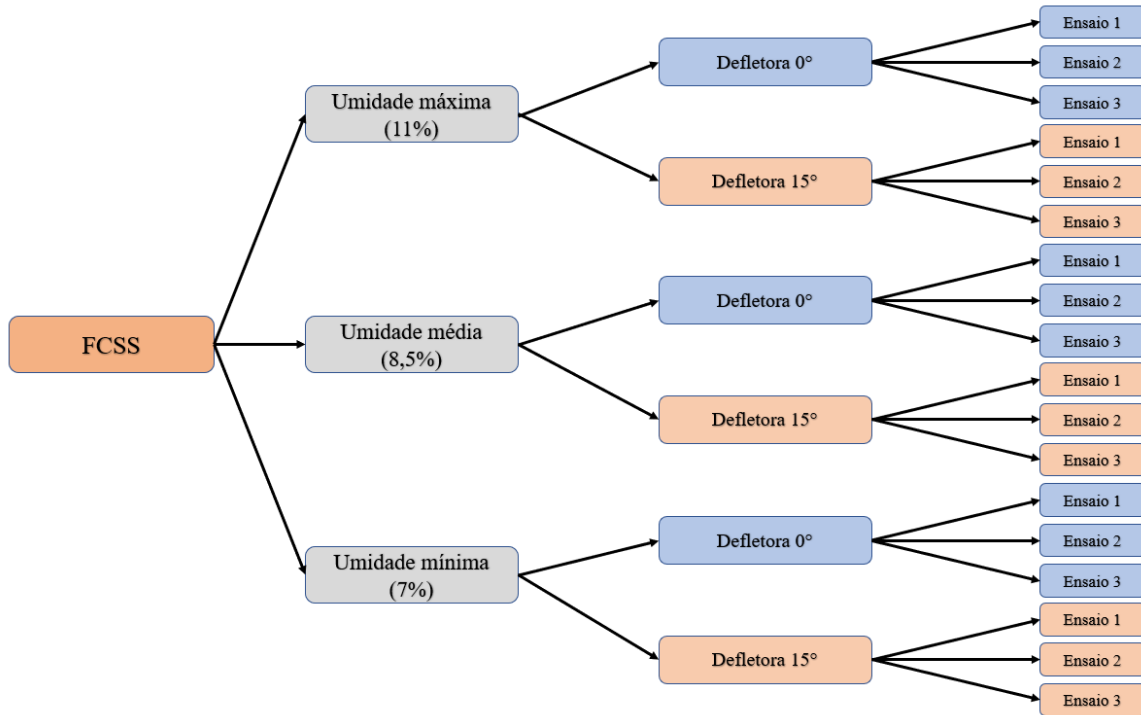 FCSS
Umidade máxima
(11%)
Defletora 0°
Ensaio 1
Ensaio 2
Ensaio 3
Defletora 15°
Ensaio 1
Ensaio 2
Ensaio 3
Umidade média
(8,5%)
Defletora 0°
Ensaio 1
Ensaio 2
Ensaio 3
Defletora 15°
Ensaio 1
Ensaio 2
Ensaio 3
Umidade mínima
(7%)
Defletora 0°
Ensaio 1
Ensaio 2
Ensaio 3
Defletora 15°
Ensaio 1
Ensaio 2
Ensaio 3